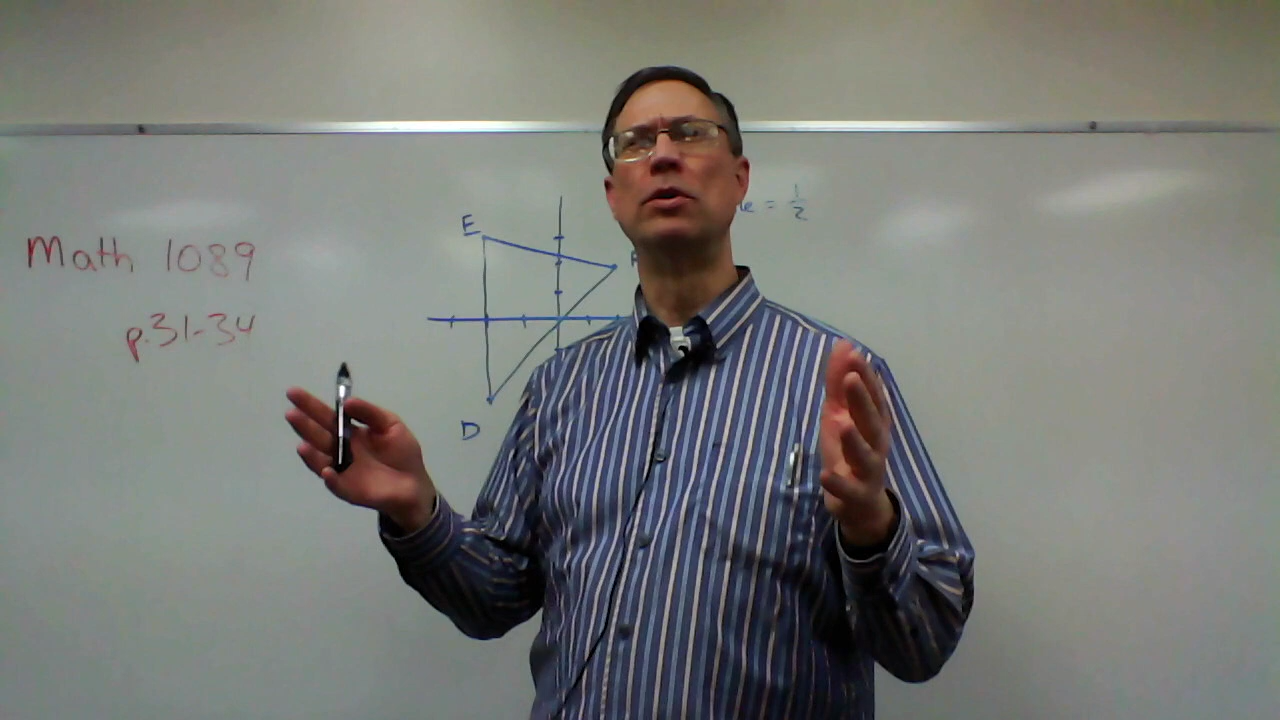 Math 1089
p.31-34
E
D
= 1/2